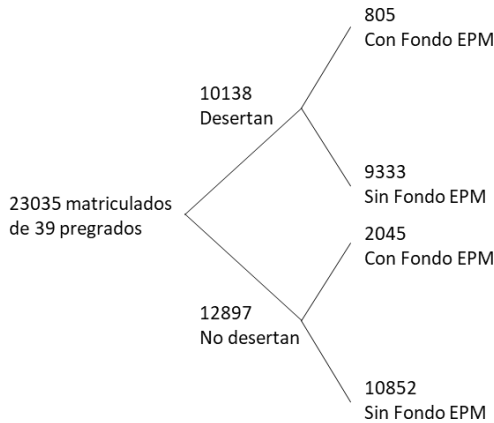 805
Con Fondo EPM
10138
Desertan
9333
Sin Fondo EPM
23035 matriculados
de 39 pregrados
2045
Con Fondo EPM
12897
No desertan
10852
Sin Fondo EPM